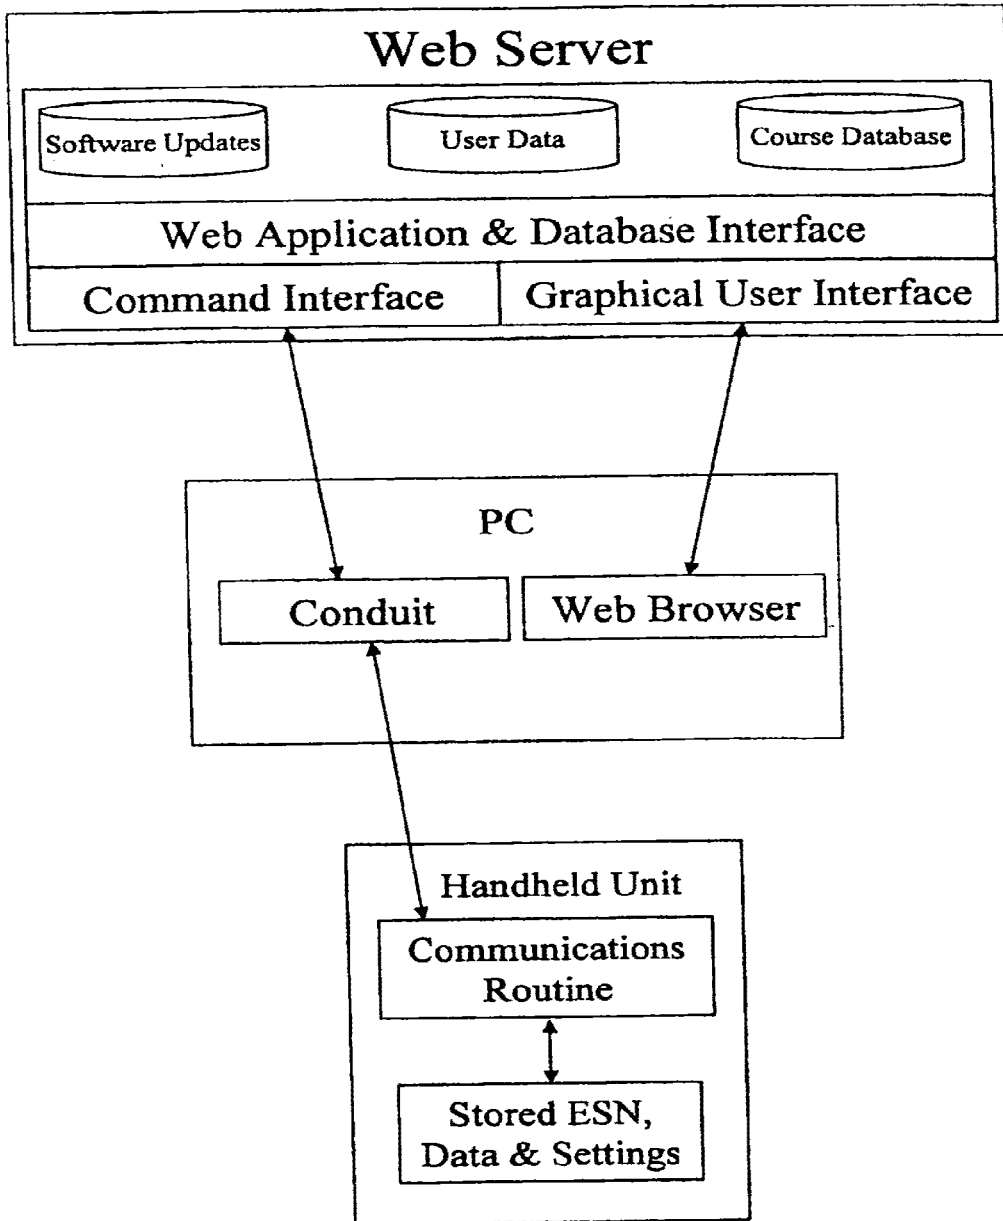 Web Server
Software Updates
User Data
Course Database
Web Application & Database Interface
Command Interface
Graphical User Interface
PC
Conduit
Web Browser
Handheld Unit
Communications
Routine
Stored ESN,
Data & Settings